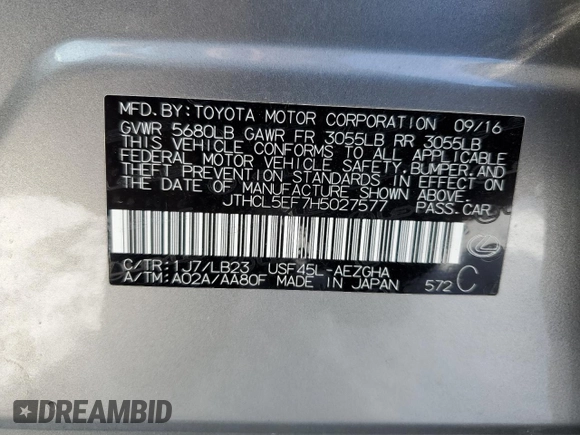 MFD. BY: TOYOTA MOTOR CORPORATION 09/16
GVWR 5680LB GAWR FR 3055LB RR 3055LB
THIS VEHICLE CONFORMS TO ALL APPLICABLE
FEDERAL MOTOR VEHICLE SAFETY, BUMPER, AND
THEFT PREVENTION STANDARDS IN EFFECT ON
THE DATE OF MANUFACTURE SHOWN ABOVE.
JTHCL5EF7H5027577 PASS. CAR
C/TR: 1J7/LB23 USF45L-AEZGHA
A/TM: A02A/AA80F MADE IN JAPAN 572 C
DREAMBID